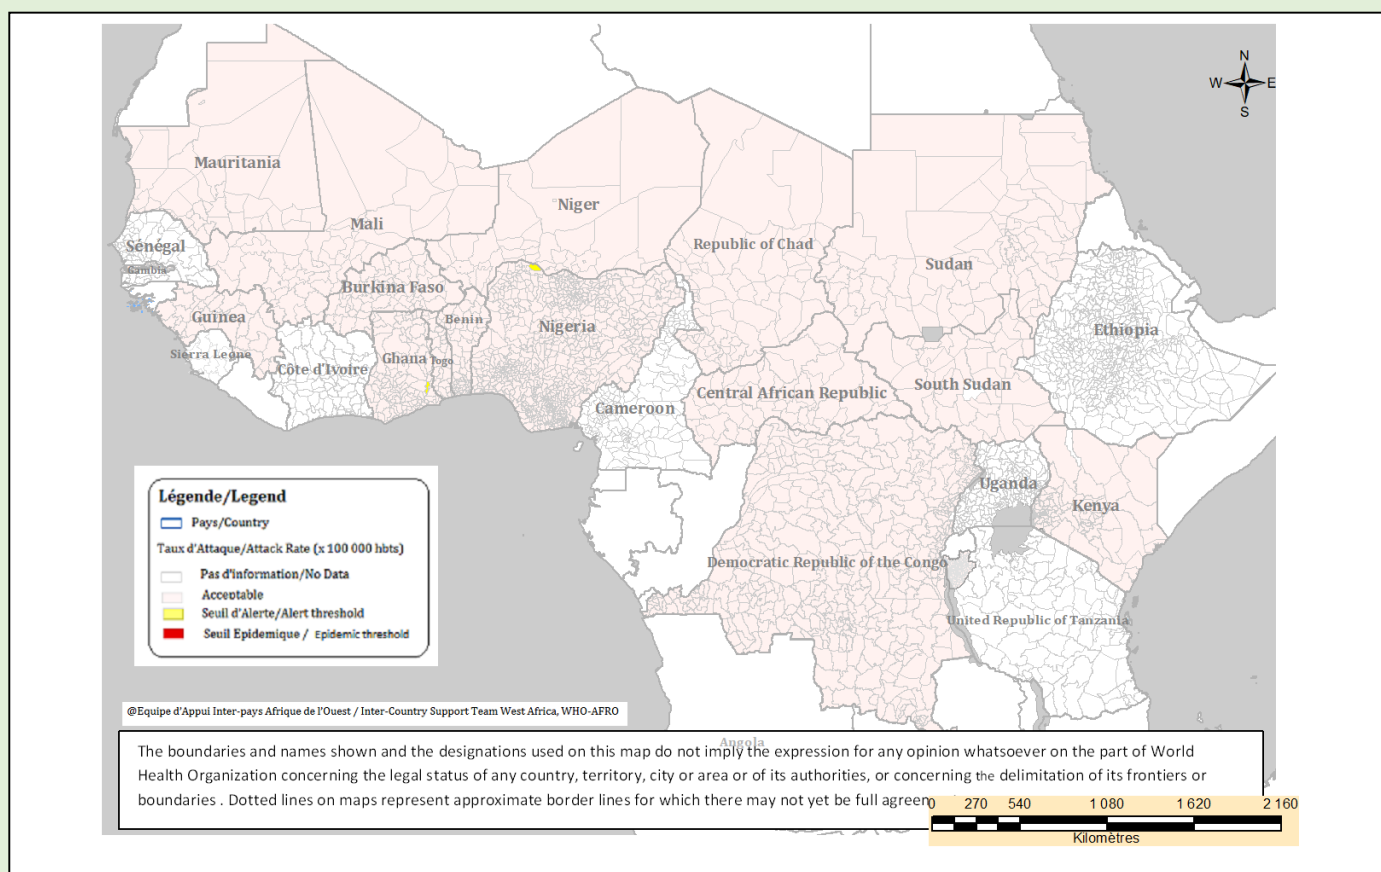 N
W E
S
Mauritania
Mali
Niger
Republic of Chad
Sudan
Sénégal
Gambia
Burkina Faso
Guinea
Benin
Nigeria
Ethiopia
Sierra Leone
Côte d'Ivoire
Ghana
Togo
Cameroon
Central African Republic
South Sudan
Uganda
Kenya
Democratic Republic of the Congo
United Republic of Tanzania
Angola
Légende/Legend
Pays/Country
Taux d'Attaque/Attack Rate (x 100 000 hbts)
Pas d'information/No Data
Acceptable
Seuil d'Alerte/Alert threshold
Seuil Epidemique / Epidemic threshold
@Equipe d'Appui Inter-pays Afrique de l'Ouest / Inter-Country Support Team West Africa, WHO-AFRO
The boundaries and names shown and the designations used on this map do not imply the expression for any opinion whatsoever on the part of World
Health Organization concerning the legal status of any country, territory, city or area or of its authorities, or concerning the delimitation of its frontiers or
boundaries . Dotted lines on maps represent approximate border lines for which there may not yet be full agreem
0 270 540 1 080 1 620 2 160
Kilomètres